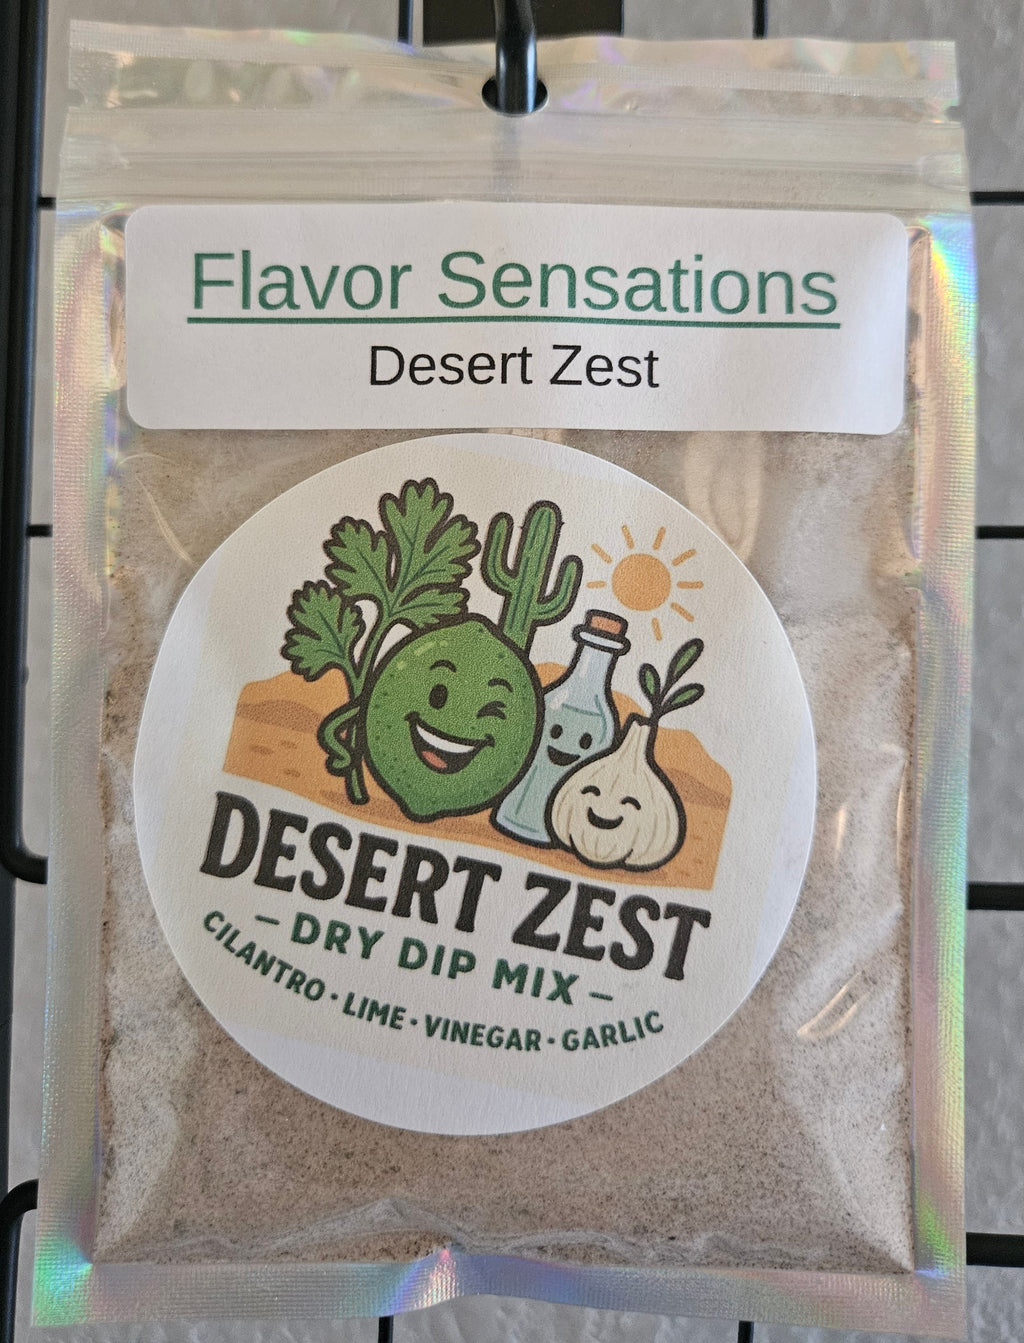 Flavor Sensations
Desert Zest
DESERT ZEST
– DRY DIP MIX –
CILANTRO · LIME · VINEGAR · GARLIC